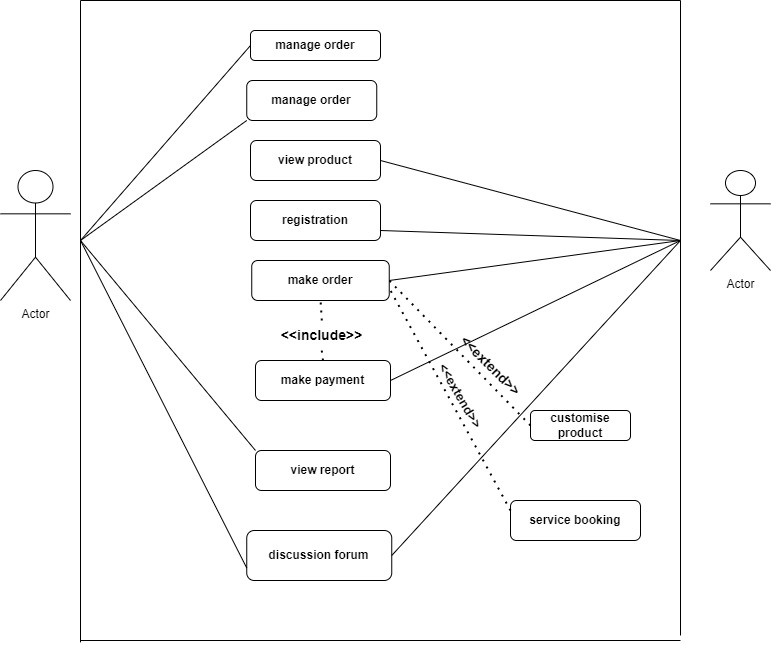 manage order
manage order
view product
registration
make order
<<include>>
make payment
<<extend>>
<<extend>>
customise
product
view report
service booking
discussion forum
Actor
Actor